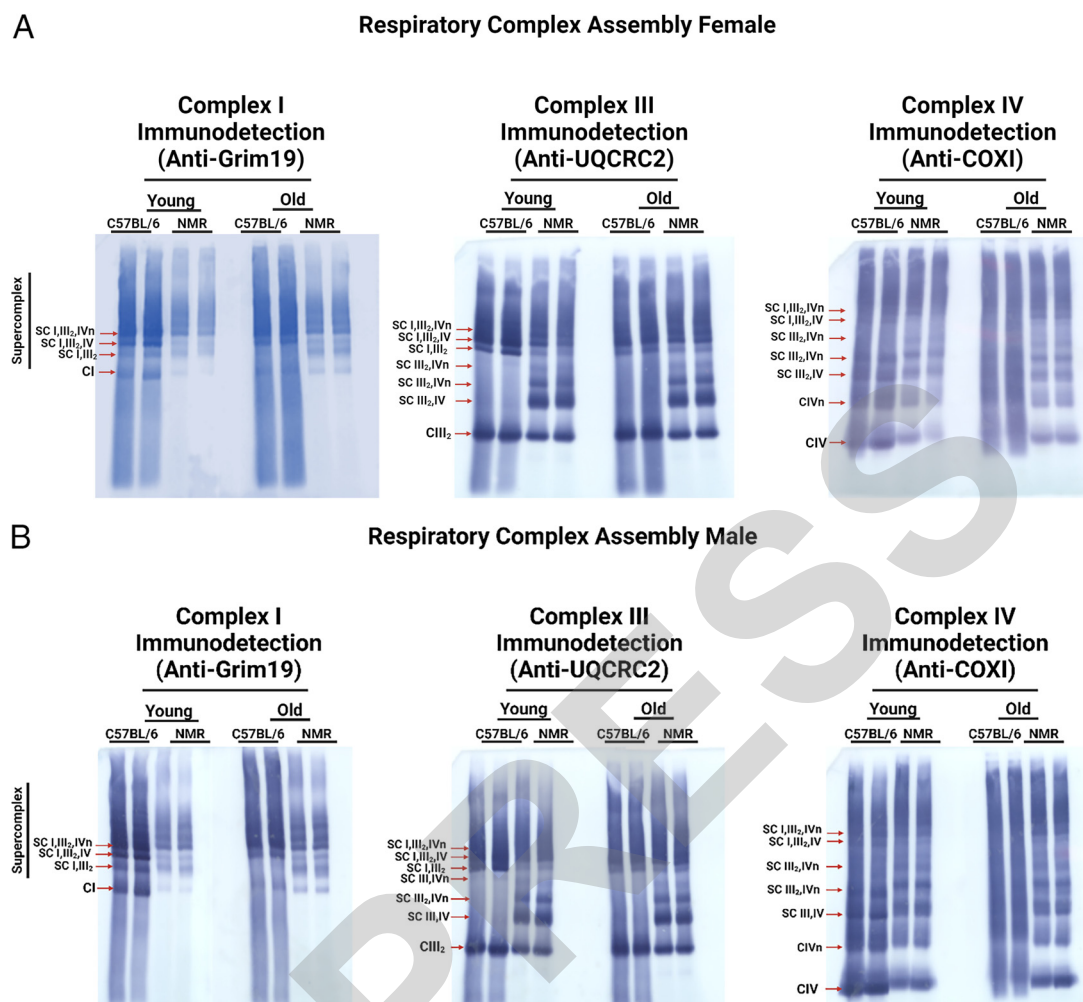 A
Respiratory Complex Assembly Female
Complex I
Immunodetection
(Anti-Grim19)
Young
Old
C57BL/6
NMR
C57BL/6
NMR
Supercomplex
SC I,III₂,IVn
SC I,III₂,IV
SC I,III₂
CI
Complex III
Immunodetection
(Anti-UQCRC2)
Young
Old
C57BL/6
NMR
C57BL/6
NMR
SC I,III₂,IVn
SC I,III₂,IV
SC I,III₂
SC III₂,IVn
SC III₂,IVn
SC III₂,IV
CIII₂
Complex IV
Immunodetection
(Anti-COXI)
Young
Old
C57BL/6
NMR
C57BL/6
NMR
SC I,III₂,IVn
SC I,III₂,IV
SC III₂,IVn
SC III₂,IVn
SC III₂,IV
CIVn
CIV
B
Respiratory Complex Assembly Male
Complex I
Immunodetection
(Anti-Grim19)
Young
Old
C57BL/6
NMR
C57BL/6
NMR
Supercomplex
SC I,III₂,IVn
SC I,III₂,IV
SC I,III₂
CI
Complex III
Immunodetection
(Anti-UQCRC2)
Young
Old
C57BL/6
NMR
C57BL/6
NMR
SC I,III₂,IVn
SC I,III₂,IV
SC I,III₂
SC III,IVn
SC III₂,IVn
SC III,IV
CIII₂
Complex IV
Immunodetection
(Anti-COXI)
Young
Old
C57BL/6
NMR
C57BL/6
NMR
SC I,III₂,IVn
SC I,III₂,IV
SC III₂,IVn
SC III₂,IVn
SC III,IV
CIVn
CIV
PRESS